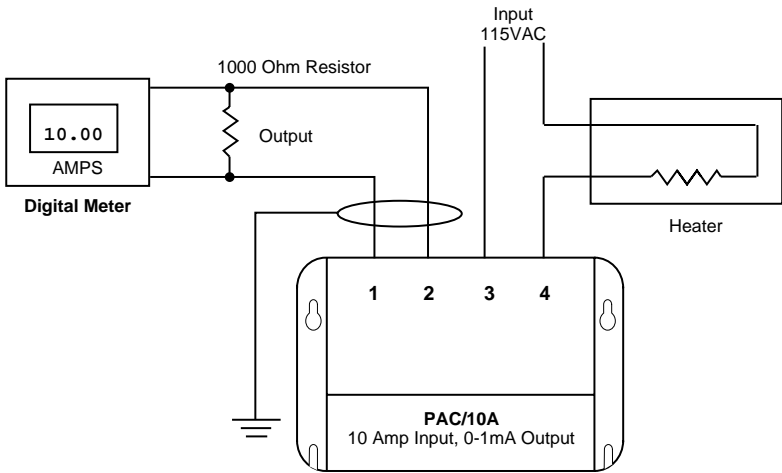 Input
115VAC
1000 Ohm Resistor
10.00
AMPS
Output
Digital Meter
Heater
1 2 3 4
PAC/10A
10 Amp Input, 0-1mA Output